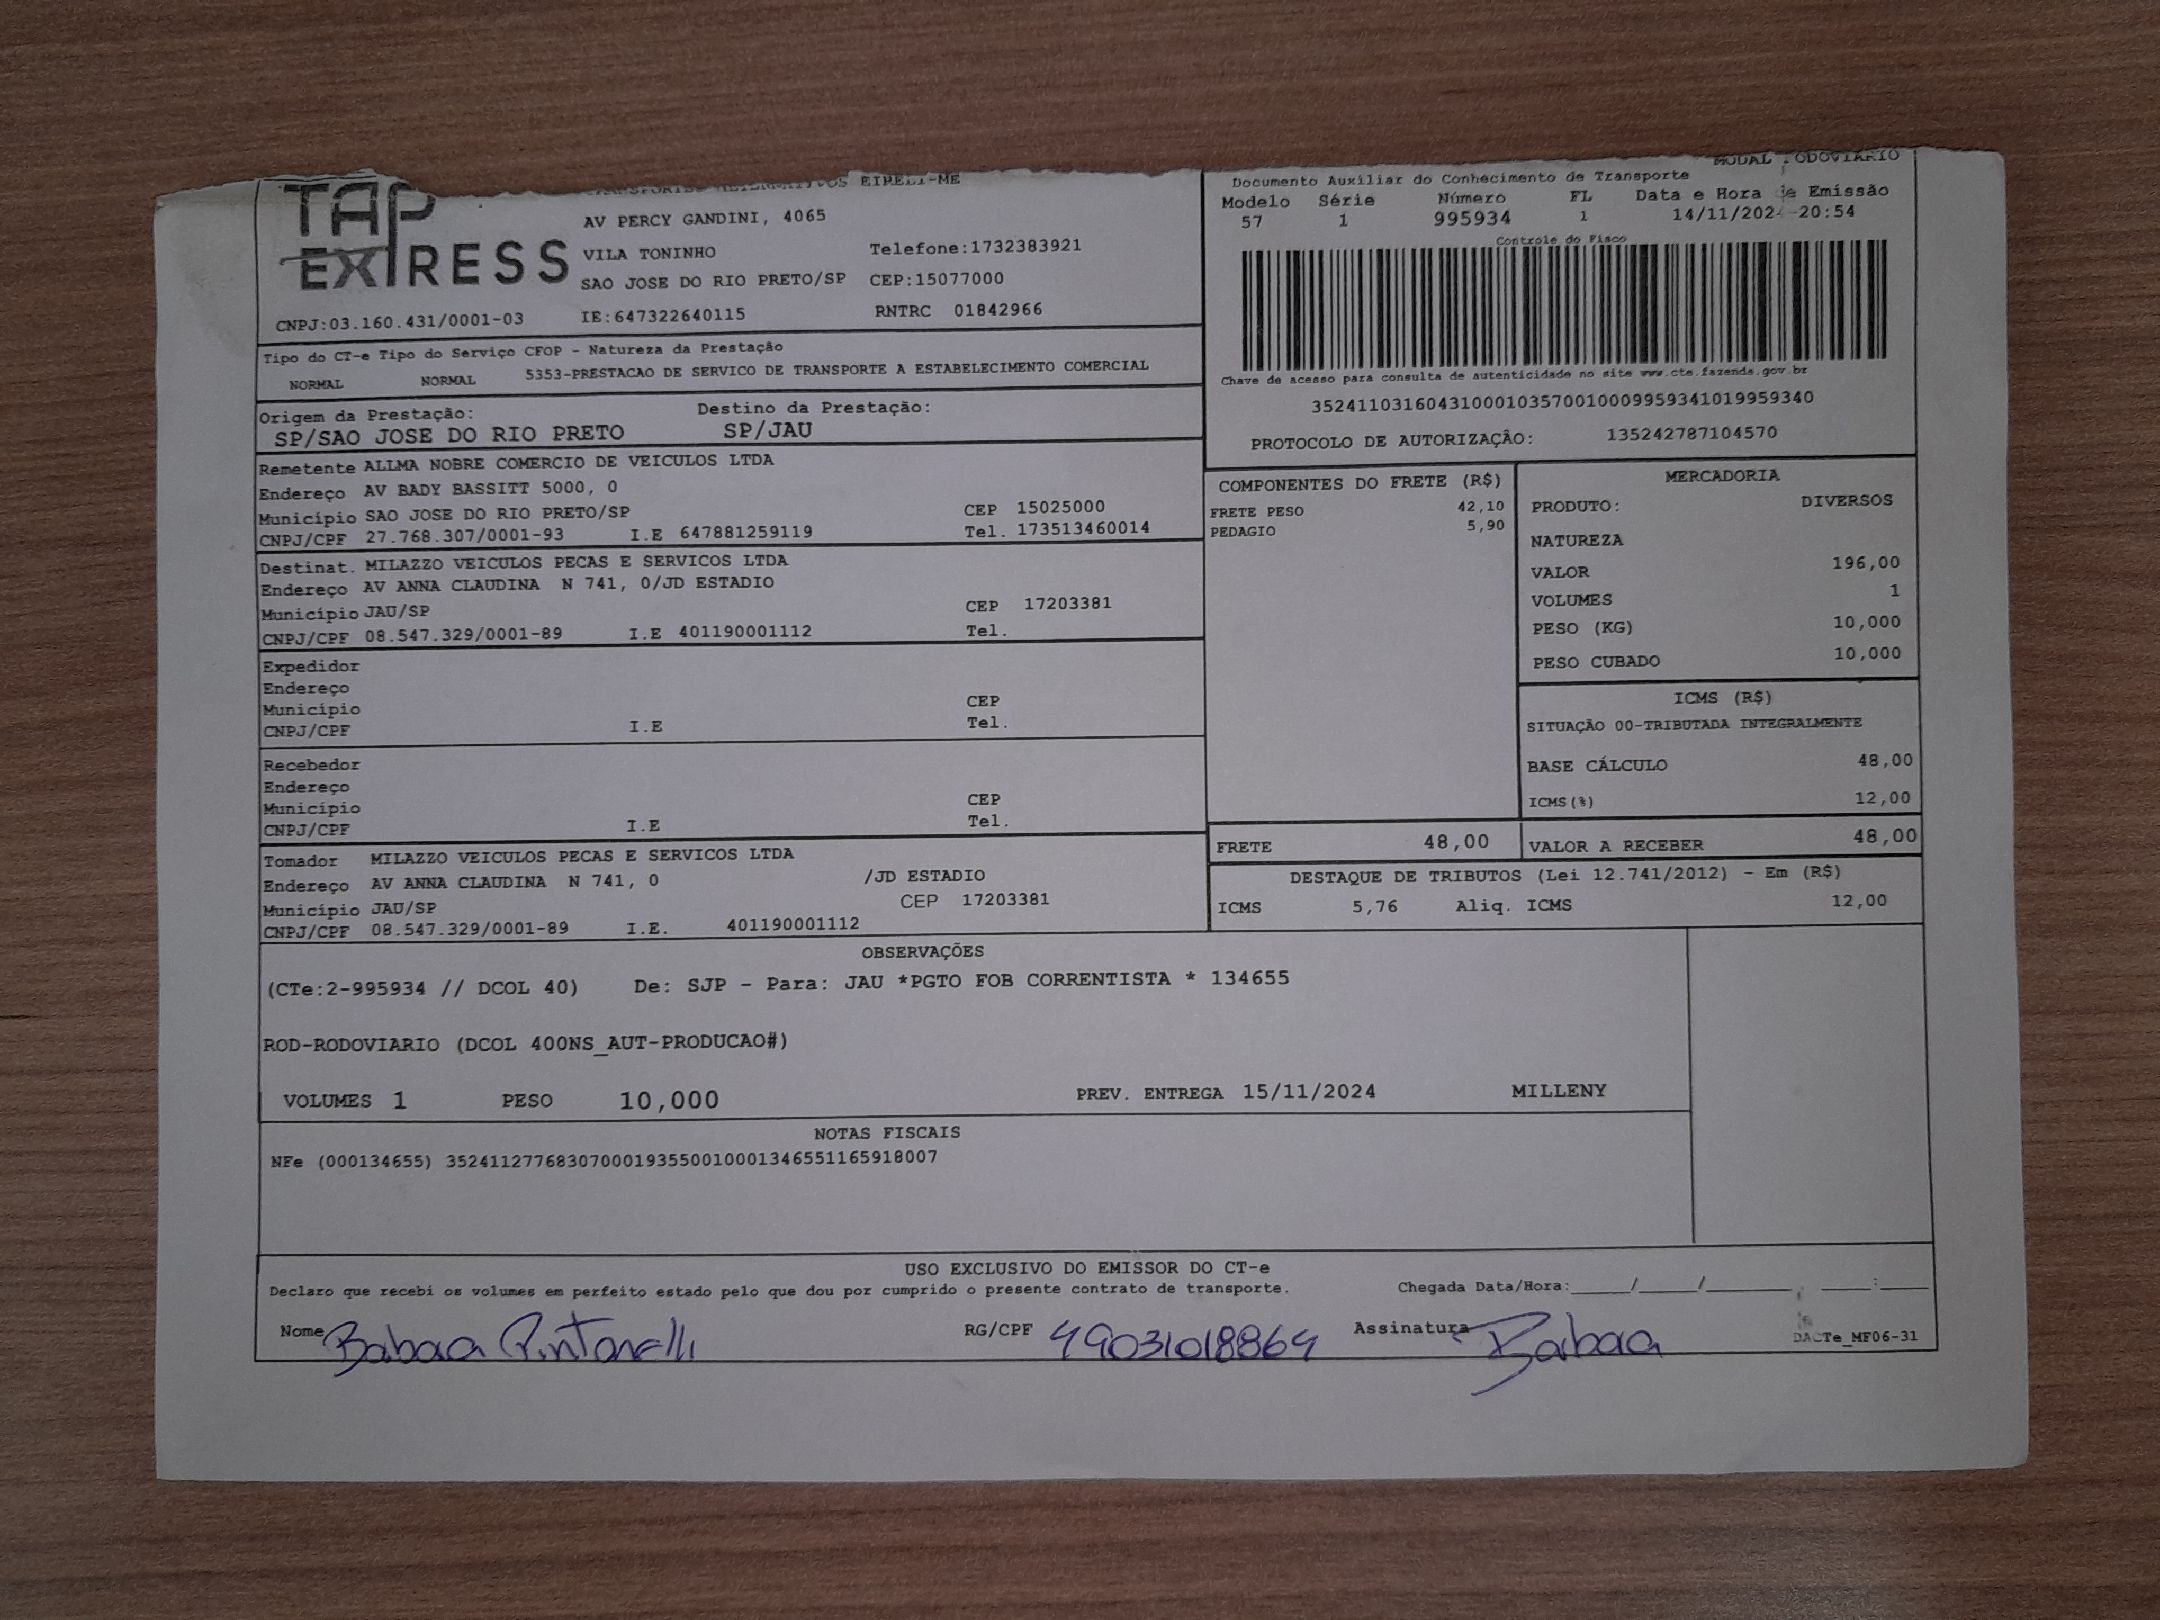 TAP
EXPRESS
EIRELI-ME
AV PERCY GANDINI, 4065
VILA TONINHO Telefone:1732383921
SAO JOSE DO RIO PRETO/SP CEP:15077000
CNPJ:03.160.431/0001-03 IE:647322640115 RNTRC 01842966
MODAL RODOVIARIO
Documento Auxiliar do Conhecimento de Transporte
Modelo Série Número FL Data e Hora de Emissão
57 1 995934 1 14/11/2024 20:54
Controle do Fisco
Chave de acesso para consulta de autenticidade no site www.cte.fazenda.gov.br
35241103160431000103570010009959341019959340
PROTOCOLO DE AUTORIZAÇÃO: 135242787104570
Tipo do CT-e Tipo do Serviço CFOP - Natureza da Prestação
NORMAL NORMAL 5353-PRESTACAO DE SERVICO DE TRANSPORTE A ESTABELECIMENTO COMERCIAL
Origem da Prestação: Destino da Prestação:
SP/SAO JOSE DO RIO PRETO SP/JAU
Remetente ALLMA NOBRE COMERCIO DE VEICULOS LTDA
Endereço AV BADY BASSITT 5000, 0
Município SAO JOSE DO RIO PRETO/SP CEP 15025000
CNPJ/CPF 27.768.307/0001-93 I.E 647881259119 Tel. 173513460014
Destinat. MILAZZO VEICULOS PECAS E SERVICOS LTDA
Endereço AV ANNA CLAUDINA N 741, 0/JD ESTADIO
Município JAU/SP CEP 17203381
CNPJ/CPF 08.547.329/0001-89 I.E 401190001112 Tel.
Expedidor
Endereço
Município CEP
CNPJ/CPF I.E Tel.
Recebedor
Endereço
Município CEP
CNPJ/CPF I.E Tel.
Tomador MILAZZO VEICULOS PECAS E SERVICOS LTDA
Endereço AV ANNA CLAUDINA N 741, 0 /JD ESTADIO
Município JAU/SP CEP 17203381
CNPJ/CPF 08.547.329/0001-89 I.E. 401190001112
COMPONENTES DO FRETE (R$)
FRETE PESO 42,10
PEDAGIO 5,90
MERCADORIA
PRODUTO: DIVERSOS
NATUREZA
VALOR 196,00
VOLUMES 1
PESO (KG) 10,000
PESO CUBADO 10,000
ICMS (R$)
SITUAÇÃO 00-TRIBUTADA INTEGRALMENTE
BASE CÁLCULO 48,00
ICMS(%) 12,00
FRETE 48,00 VALOR A RECEBER 48,00
DESTAQUE DE TRIBUTOS (Lei 12.741/2012) - Em (R$)
ICMS 5,76 Aliq. ICMS 12,00
OBSERVAÇÕES
(CTe:2-995934 // DCOL 40) De: SJP - Para: JAU *PGTO FOB CORRENTISTA * 134655
ROD-RODOVIARIO (DCOL 400NS_AUT-PRODUCAO#)
VOLUMES 1 PESO 10,000 PREV. ENTREGA 15/11/2024 MILLENY
NOTAS FISCAIS
NFe (000134655) 35241127768307000193550010001346551165918007
USO EXCLUSIVO DO EMISSOR DO CT-e
Declaro que recebi os volumes em perfeito estado pelo que dou por cumprido o presente contrato de transporte. Chegada Data/Hora:_____/_____/_______ ____:____
Nome Babaa Pintarelli RG/CPF 49031018864 Assinatura Babaa DACTe_MF06-31